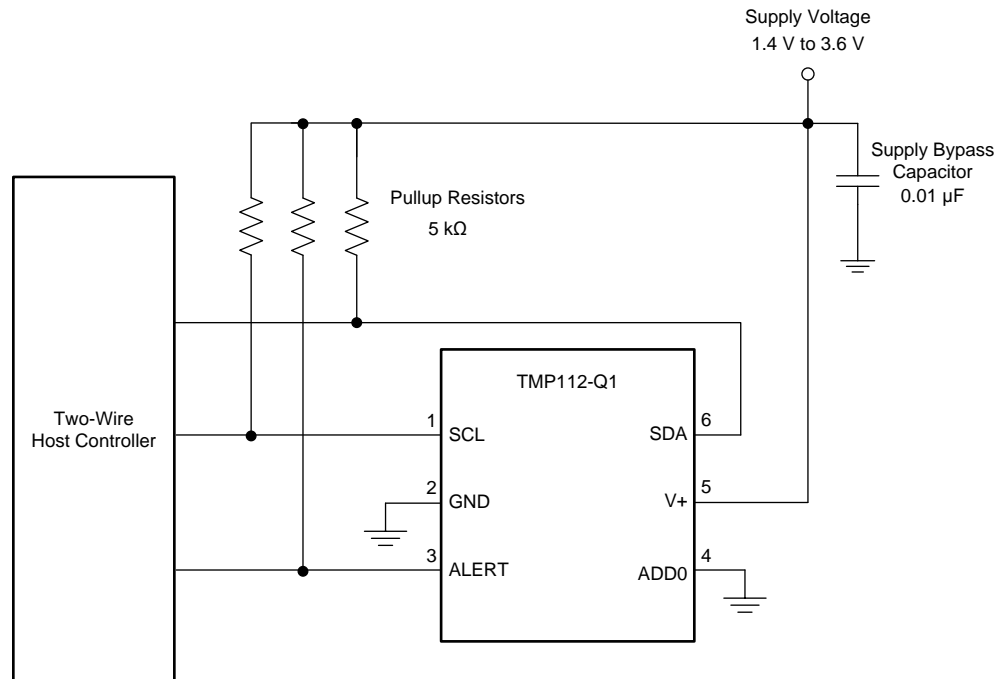 Supply Voltage
1.4 V to 3.6 V
Supply Bypass
Capacitor
0.01 µF
Pullup Resistors
5 kΩ
Two-Wire
Host Controller
TMP112-Q1
1
SCL
2
GND
3
ALERT
6
SDA
5
V+
4
ADD0